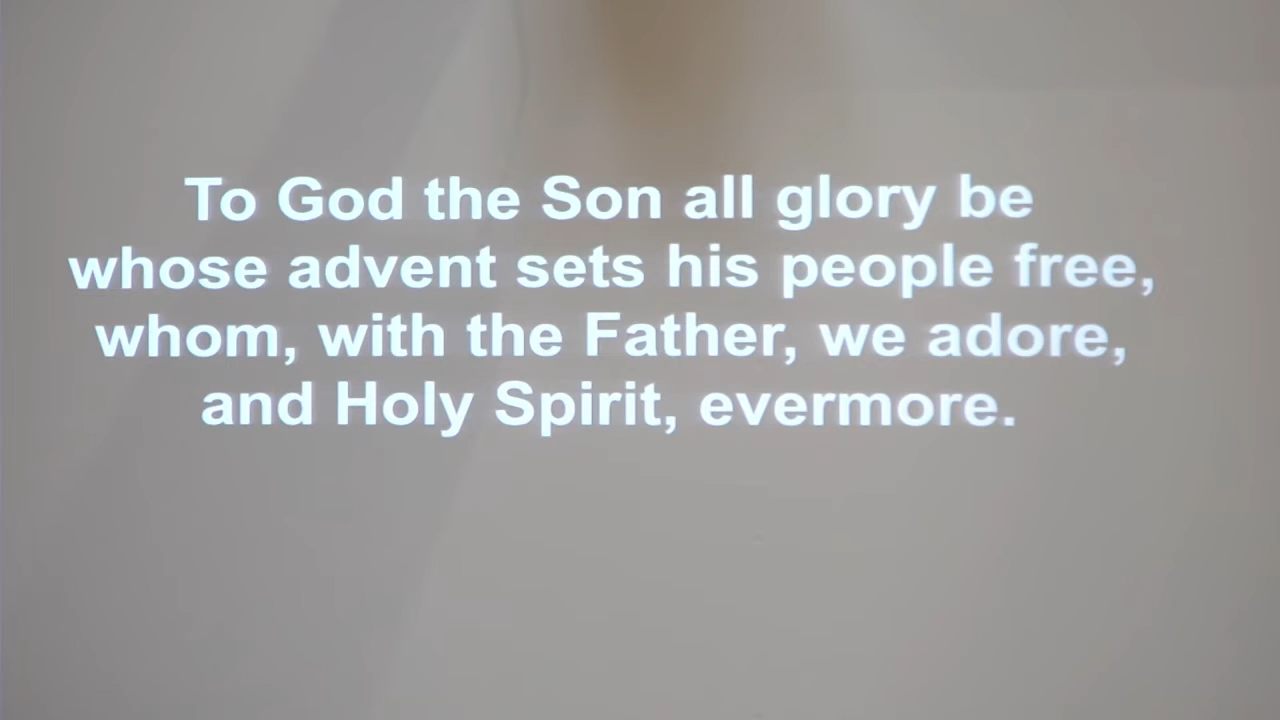 To God the Son all glory be
whose advent sets his people free,
whom, with the Father, we adore,
and Holy Spirit, evermore.